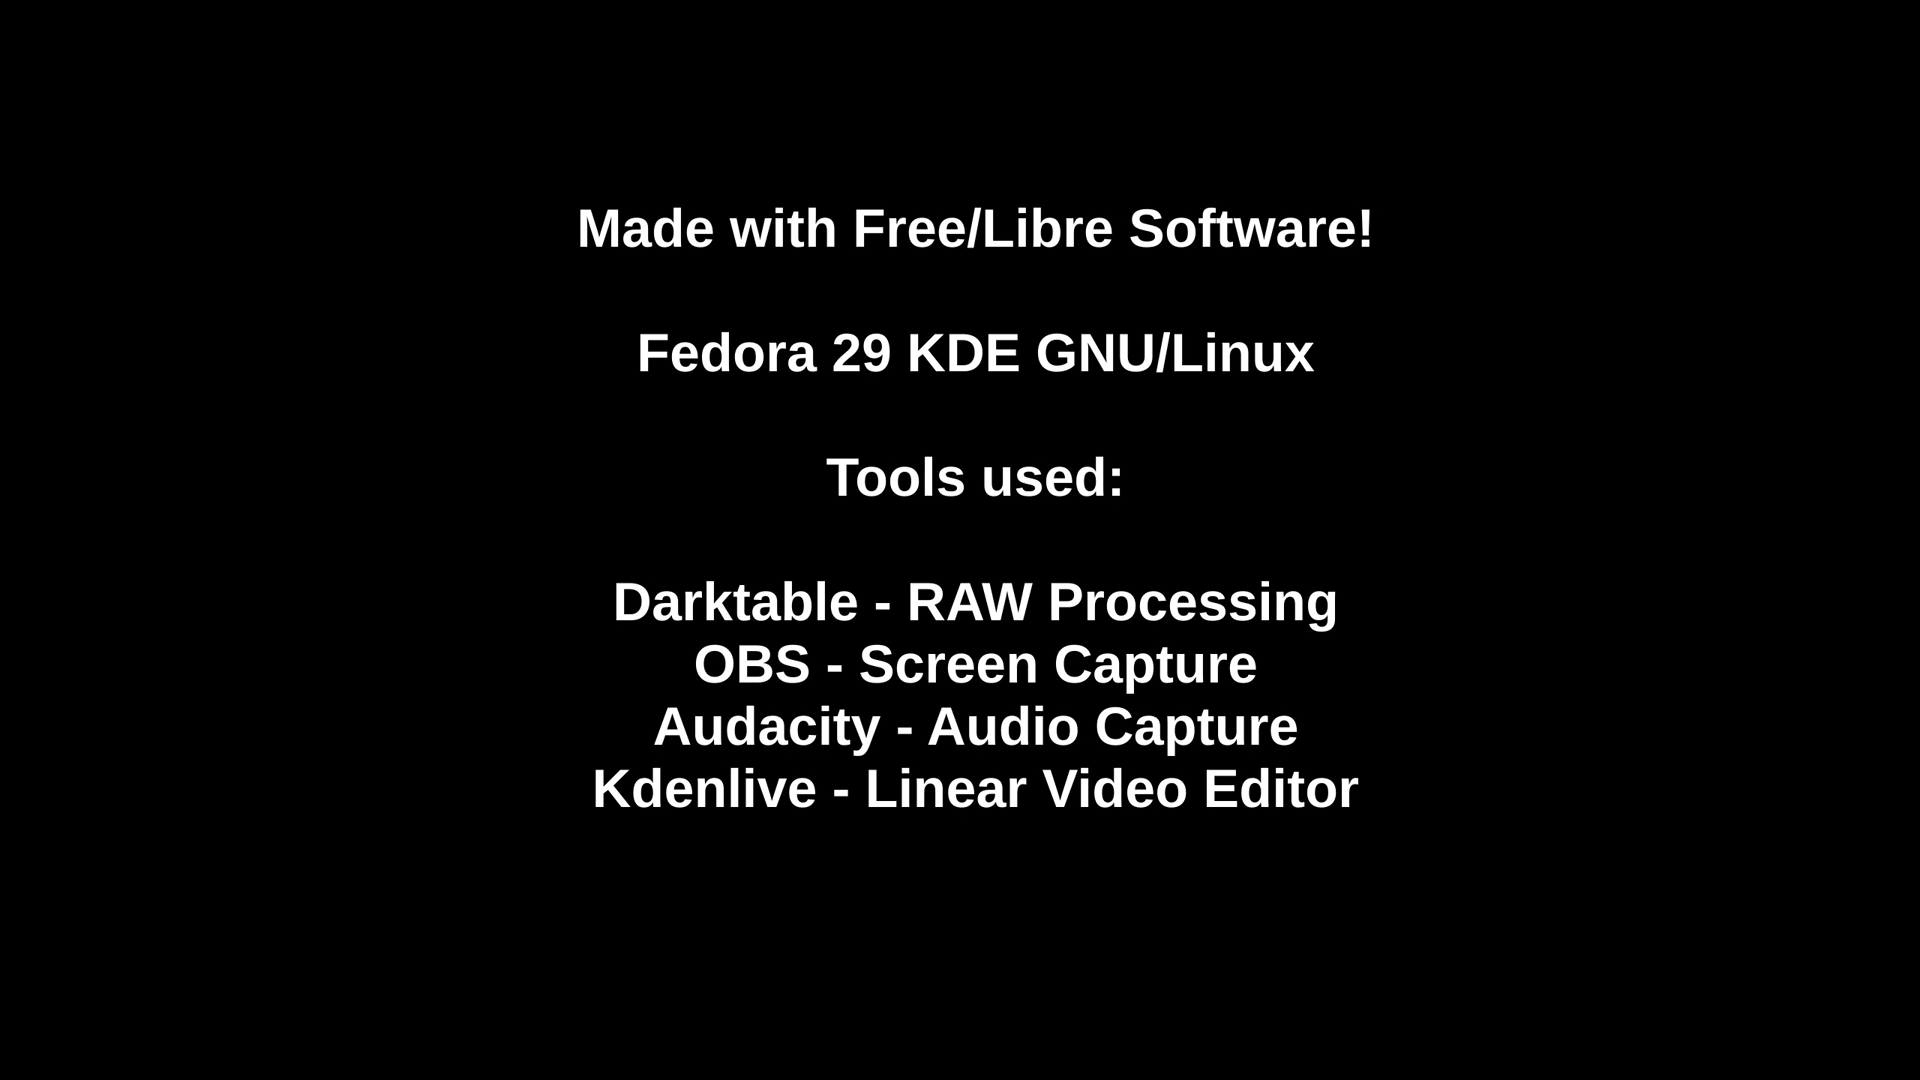 Made with Free/Libre Software!
Fedora 29 KDE GNU/Linux
Tools used:
Darktable - RAW Processing
OBS - Screen Capture
Audacity - Audio Capture
Kdenlive - Linear Video Editor